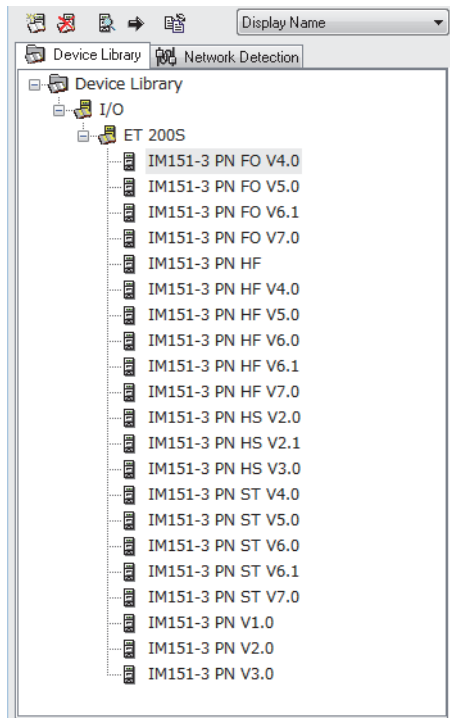 Display Name
Device Library Network Detection
Device Library
I/O
ET 200S
IM151-3 PN FO V4.0
IM151-3 PN FO V5.0
IM151-3 PN FO V6.1
IM151-3 PN FO V7.0
IM151-3 PN HF
IM151-3 PN HF V4.0
IM151-3 PN HF V5.0
IM151-3 PN HF V6.0
IM151-3 PN HF V6.1
IM151-3 PN HF V7.0
IM151-3 PN HS V2.0
IM151-3 PN HS V2.1
IM151-3 PN HS V3.0
IM151-3 PN ST V4.0
IM151-3 PN ST V5.0
IM151-3 PN ST V6.0
IM151-3 PN ST V6.1
IM151-3 PN ST V7.0
IM151-3 PN V1.0
IM151-3 PN V2.0
IM151-3 PN V3.0